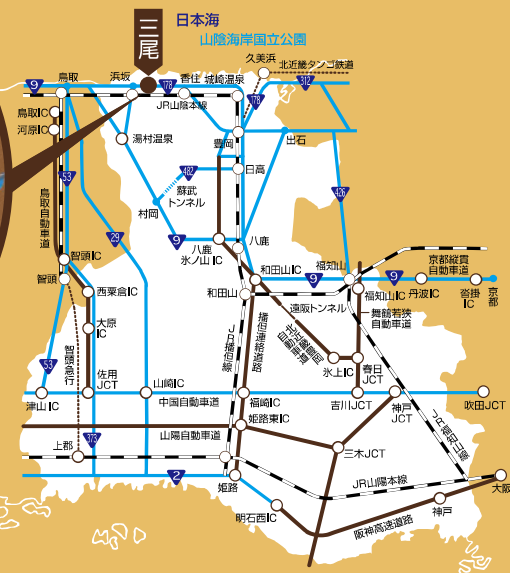 三尾
日本海
山陰海岸国立公園
久美浜
北近畿タンゴ鉄道
9
鳥取
浜坂
178
香住
城崎温泉
312
JR山陰本線
178
鳥取IC
河原IC
湯村温泉
豊岡
出石
482
日高
53
蘇武
トンネル
426
鳥取自動車道
村岡
29
9
八鹿
氷ノ山IC
八鹿
智頭IC
和田山IC
福知山
9
9
京都縦貫
自動車道
智頭
福知山IC
丹波IC
沓掛
IC
京都
西粟倉IC
和田山
遠阪トンネル
舞鶴若狭
自動車道
大原
IC
播但連絡道路
JR播但線
北近畿豊岡
自動車道
智頭急行
氷上IC
春日
JCT
53
佐用
JCT
山崎IC
福崎IC
津山IC
中国自動車道
吉川JCT
神戸
JCT
吹田JCT
姫路東IC
JR福知山線
373
山陽自動車道
上郡
三木JCT
2
姫路
JR山陽本線
大阪
明石西IC
神戸
阪神高速道路